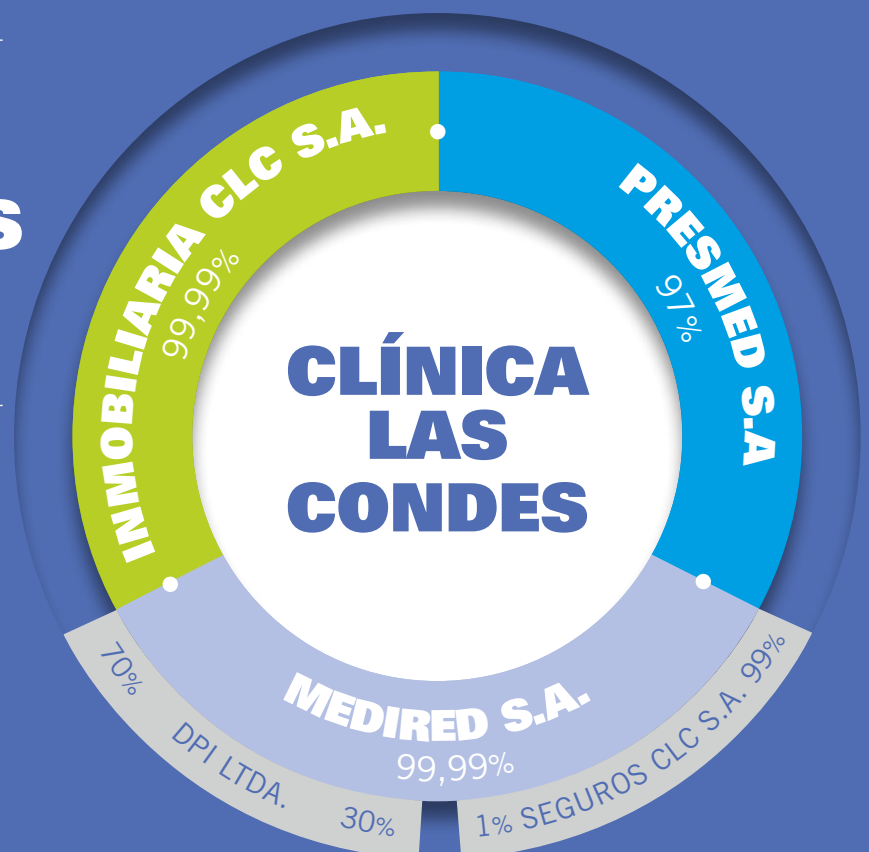 S
INMOBILIARIA CLC S.A.
99,99%
PRESMED S.A
97%
CLÍNICA
LAS
CONDES
MEDIRED S.A.
99,99%
70%
DPI LTDA.
30%
1% SEGUROS CLC S.A. 99%